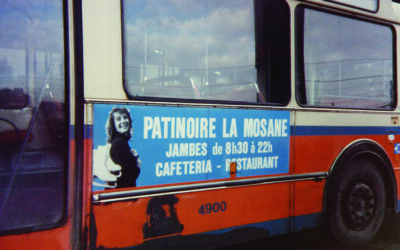 PATINOIRE LA MOSANE
JAMBES de 8h30 à 22h
CAFETERIA - RESTAURANT
4900